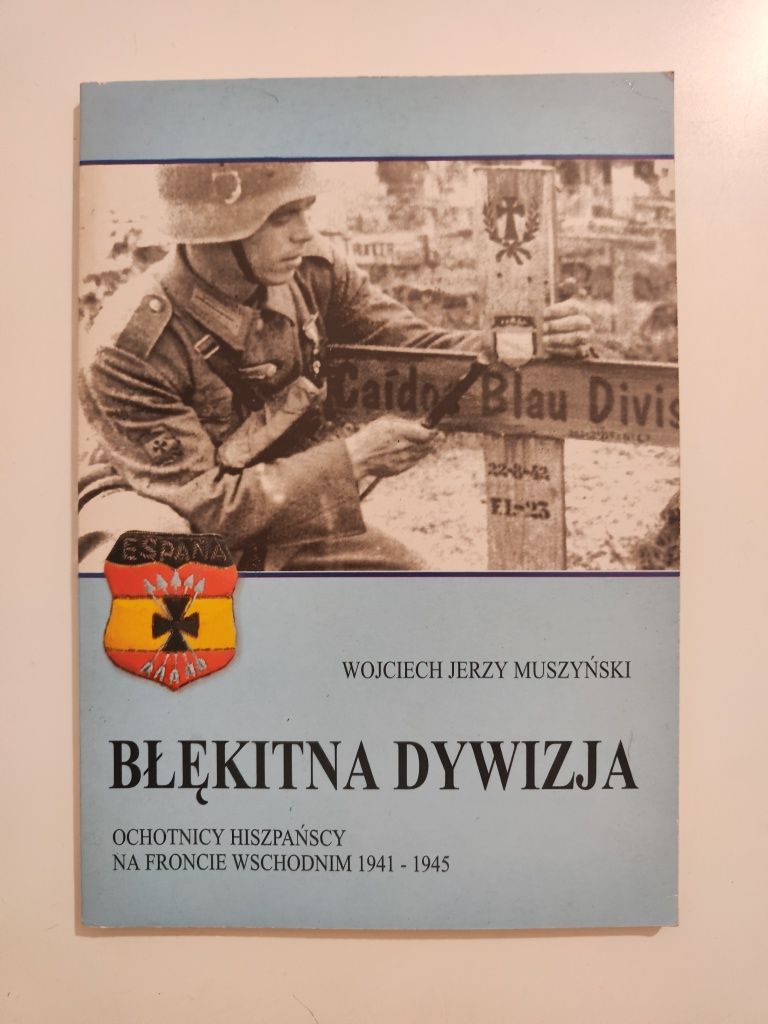 Caídos Blau Divis
22-8-42
ESPAÑA
WOJCIECH JERZY MUSZYŃSKI
BŁĘKITNA DYWIZJA
OCHOTNICY HISZPAŃSCY
NA FRONCIE WSCHODNIM 1941 - 1945